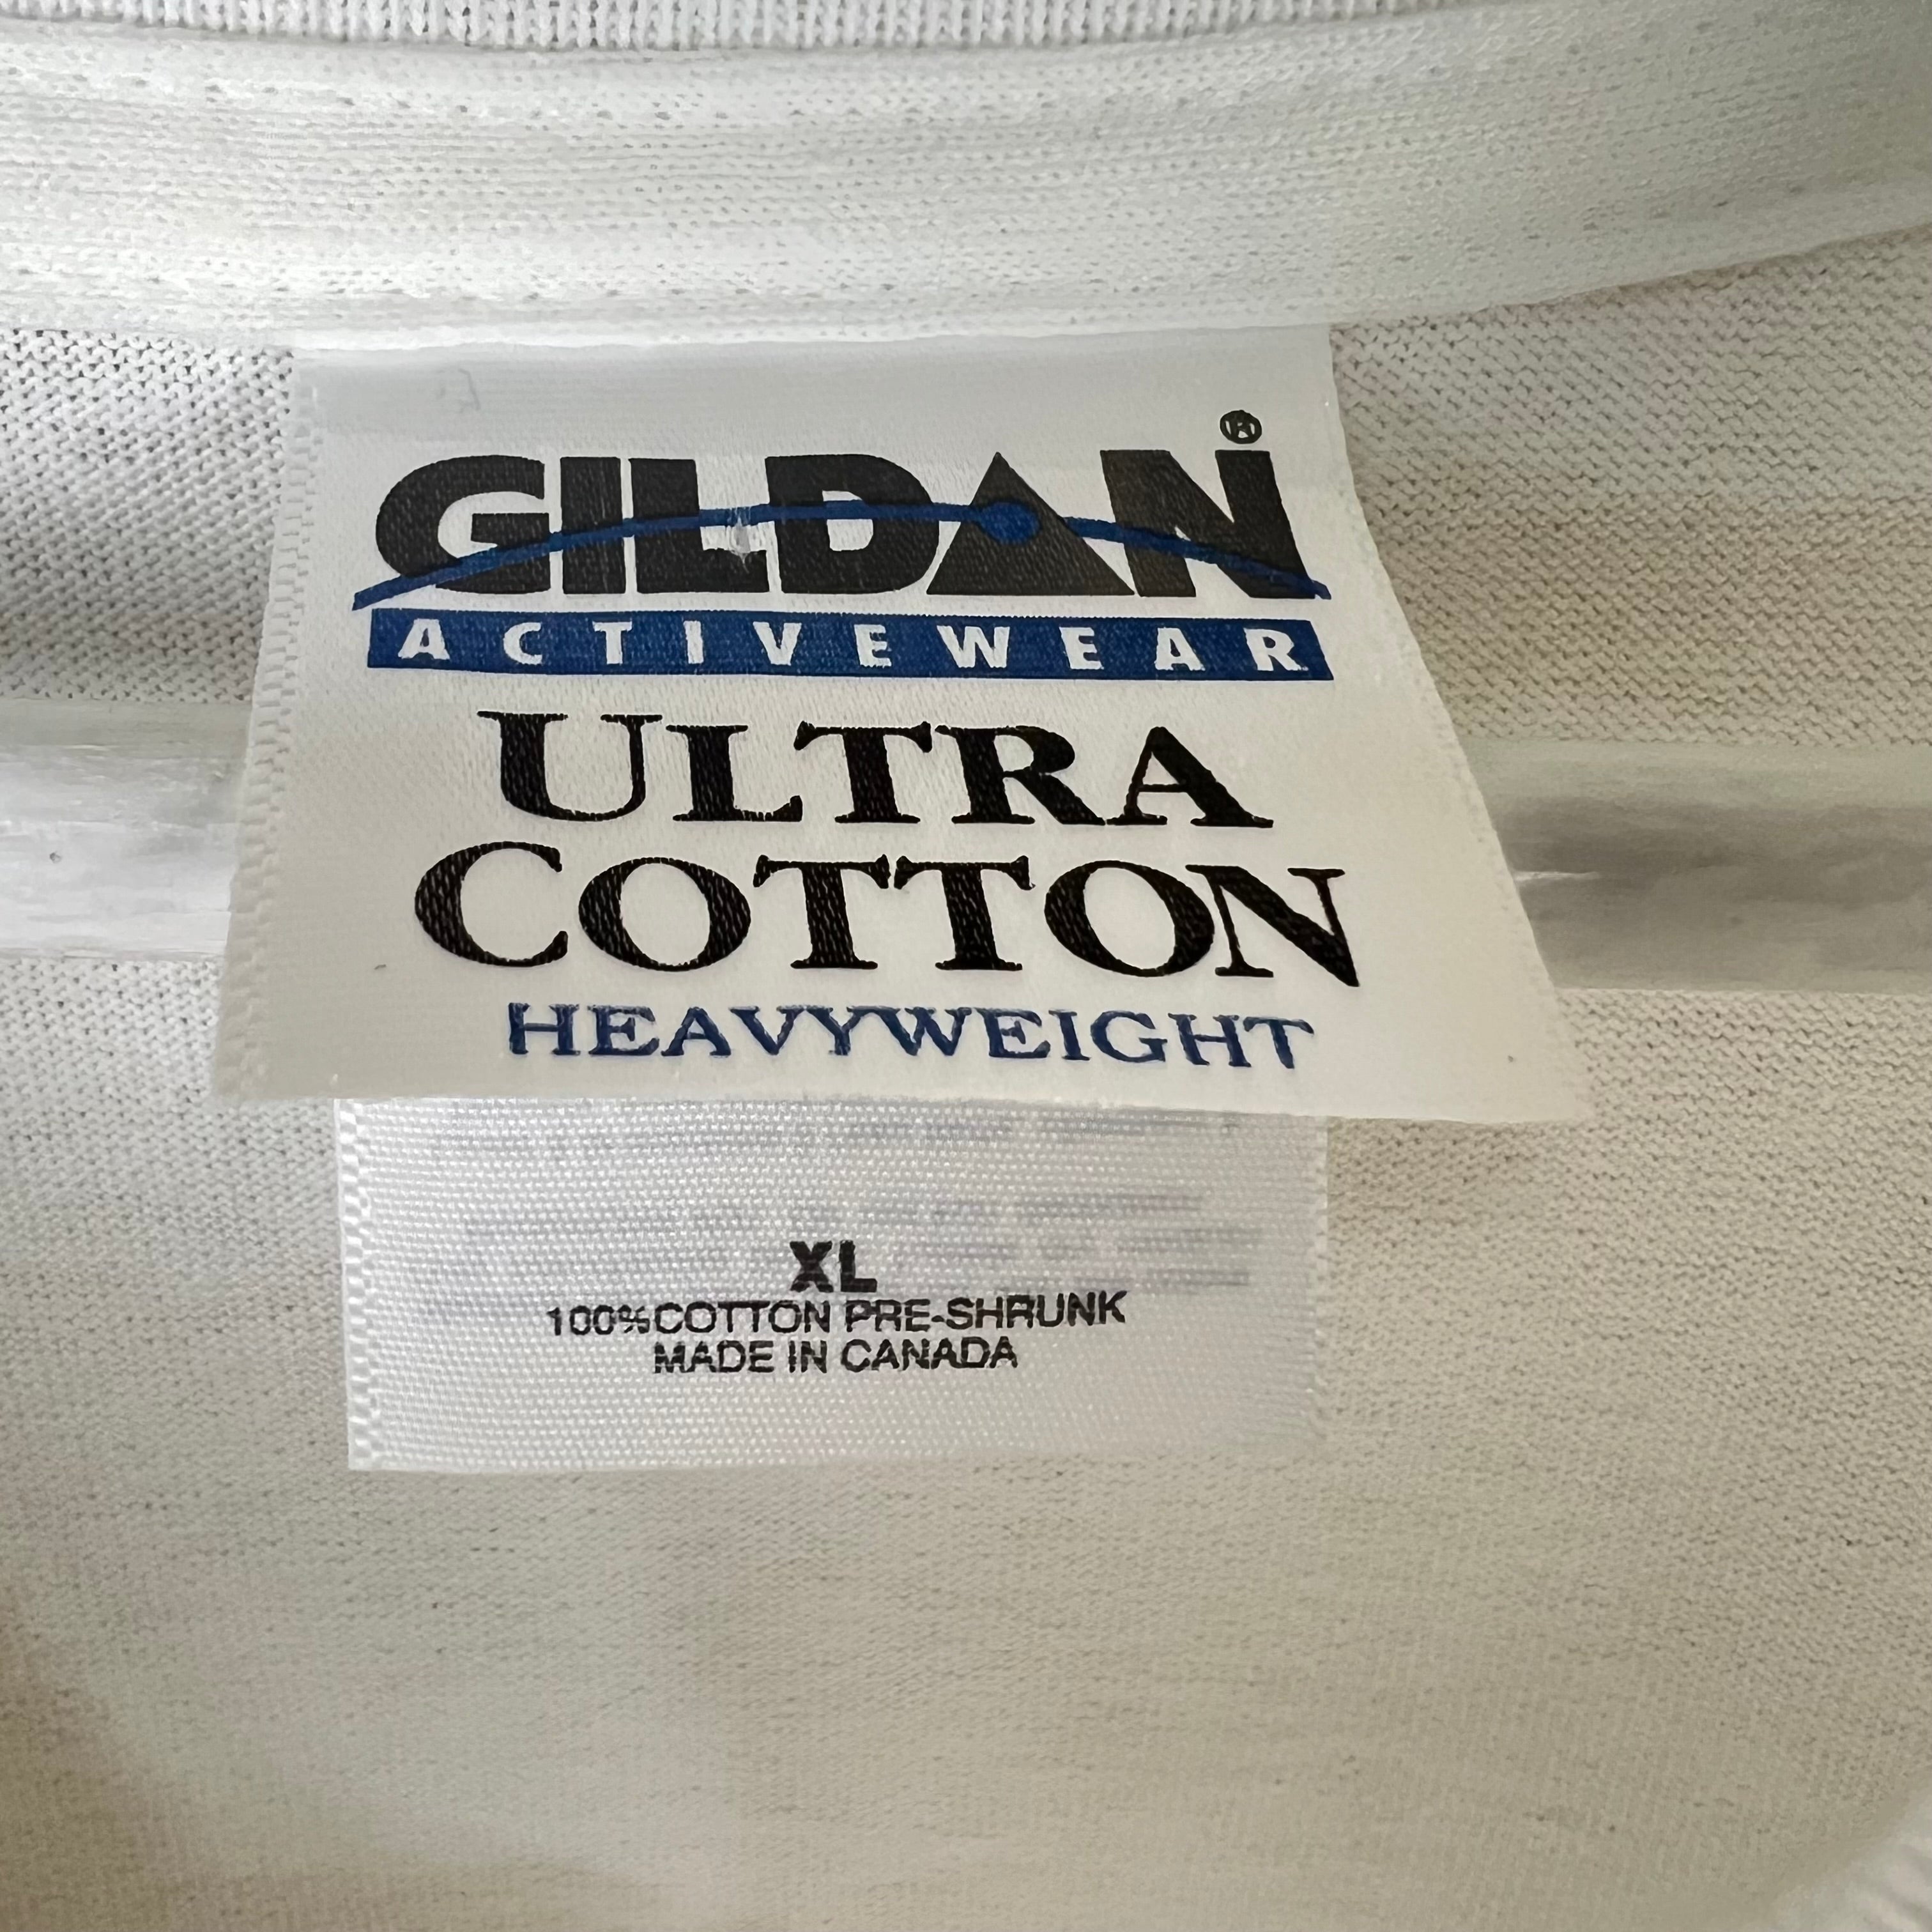 GILDAN®
ACTIVEWEAR
ULTRA
COTTON
HEAVYWEIGHT
XL
100%COTTON PRE-SHRUNK
MADE IN CANADA